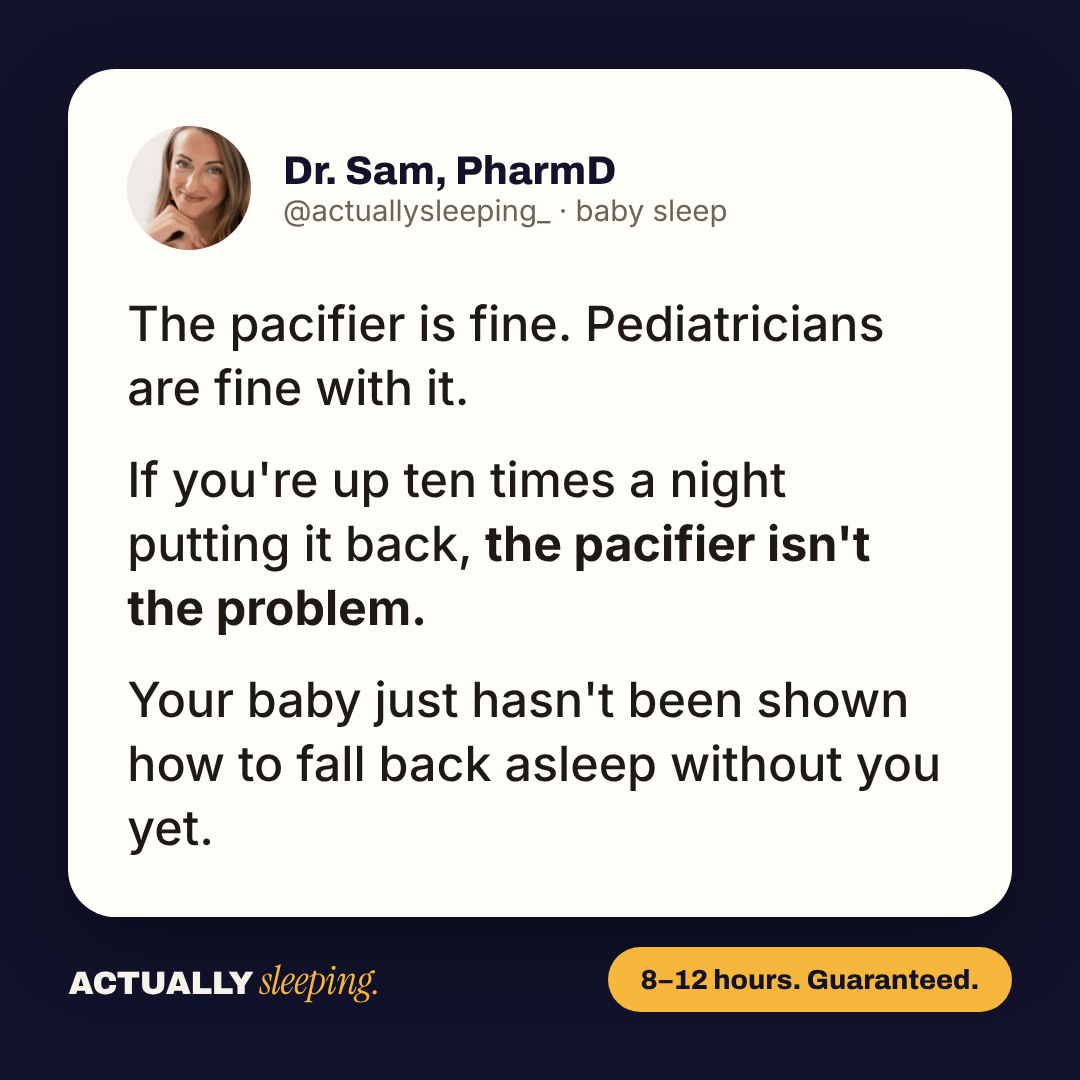 Dr. Sam, PharmD
@actuallysleeping_ · baby sleep
The pacifier is fine. Pediatricians
are fine with it.
If you're up ten times a night
putting it back, the pacifier isn't
the problem.
Your baby just hasn't been shown
how to fall back asleep without you
yet.
ACTUALLY sleeping.
8–12 hours. Guaranteed.